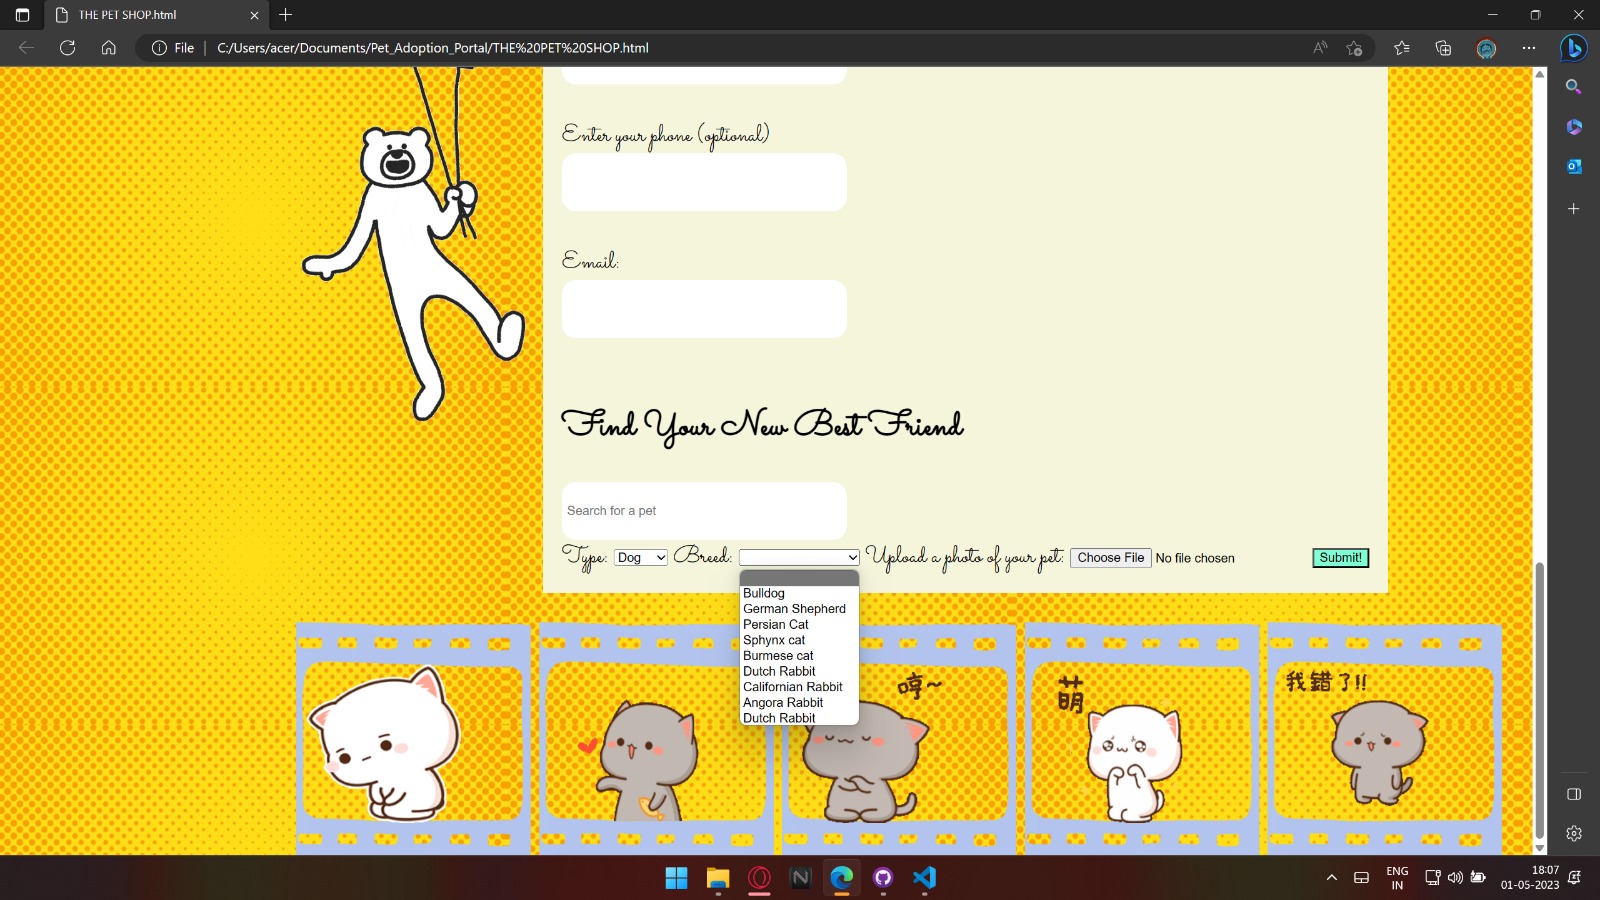 THE PET SHOP.html
File
C:/Users/acer/Documents/Pet_Adoption_Portal/THE%20PET%20SHOP.html
Enter your phone (optional)
Email:
Find Your New Best Friend
Search for a pet
Type: Dog Breed: Upload a photo of your pet: Choose File No file chosen Submit!
Bulldog
German Shepherd
Persian Cat
Sphynx cat
Burmese cat
Dutch Rabbit
Californian Rabbit
Angora Rabbit
Dutch Rabbit
哼~
萌
我錯了!!
ENG
IN
18:07
01-05-2023